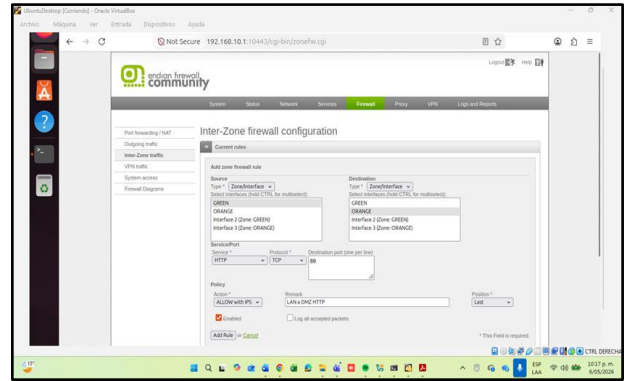 UbuntuDesktop [Corriendo] - Oracle VirtualBox
Archivo Máquina Ver Entrada Dispositivos Ayuda
Not Secure 192.168.10.1:10443/cgi-bin/zonefw.cgi
Logout Help
endian firewall
community
System Status Network Services Firewall Proxy VPN Logs and Reports
Port forwarding / NAT
Outgoing traffic
Inter-Zone traffic
VPN traffic
System access
Firewall Diagrams
Inter-Zone firewall configuration
Current rules
Add zone firewall rule
Source Destination
Type * Zone/Interface Type * Zone/Interface
Select interfaces (hold CTRL for multiselect) Select interfaces (hold CTRL for multiselect)
GREEN GREEN
ORANGE ORANGE
Interface 2 (Zone: GREEN) Interface 2 (Zone: GREEN)
Interface 3 (Zone: ORANGE) Interface 3 (Zone: ORANGE)
Service/Port
Service * Protocol * Destination port (one per line)
HTTP TCP 80
Policy
Action * Remark Position *
ALLOW with IPS LAN a DMZ HTTP Last
Enabled Log all accepted packets
Add Rule or Cancel * This Field is required.
CTRL DERECHA
ESP
LAA
10:17 p. m.
6/05/2026